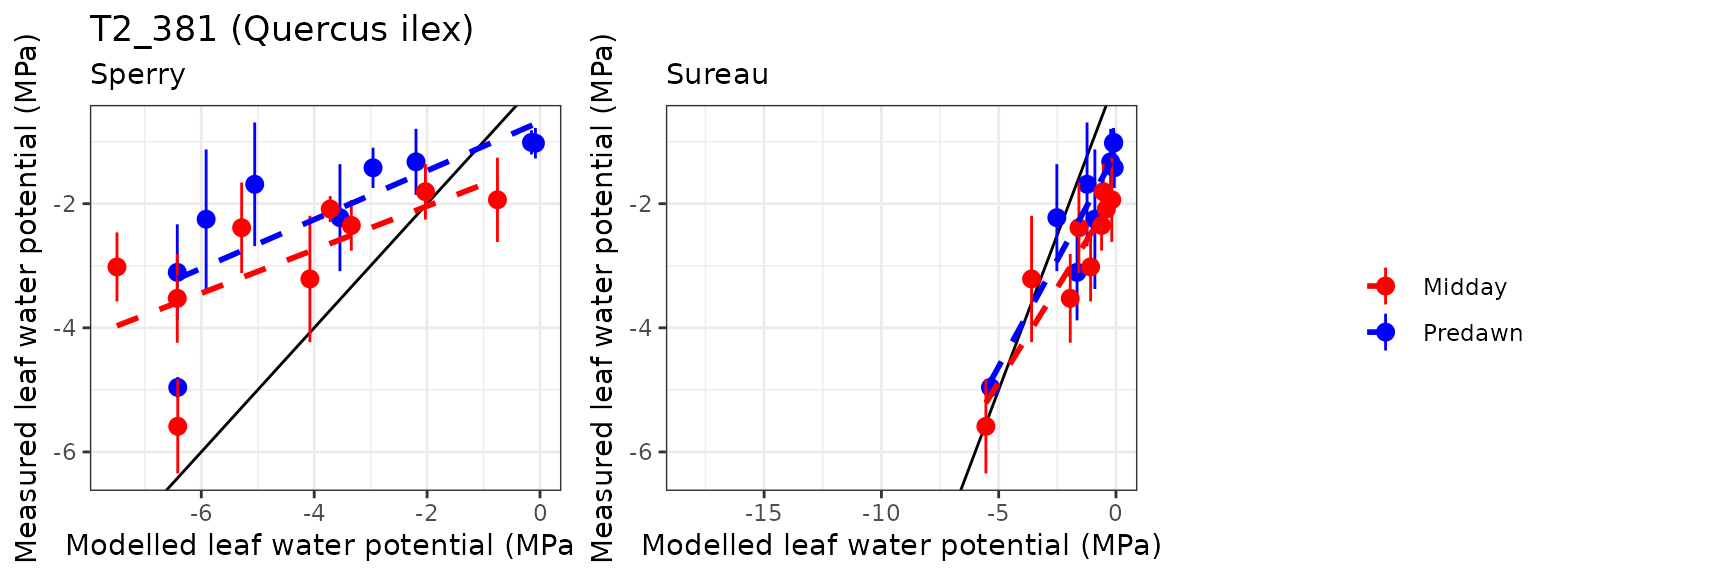 T2_381 (Quercus ilex)
Sperry
Measured leaf water potential (MPa)
-2
-4
-6
-6
-4
-2
0
Modelled leaf water potential (MPa
Sureau
Measured leaf water potential (MPa)
-2
-4
-6
-15
-10
-5
0
Modelled leaf water potential (MPa)
Midday
Predawn